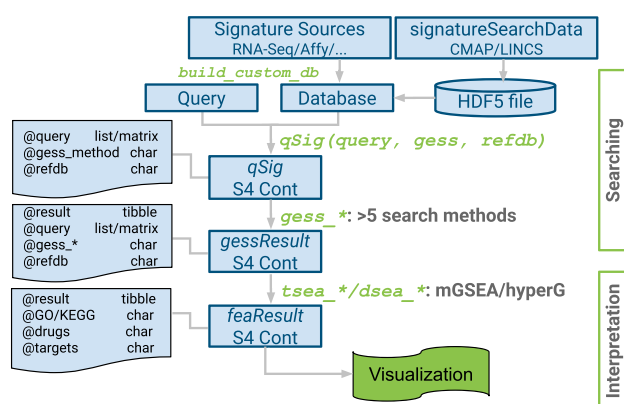 Signature Sources
RNA-Seq/Affy/...
signatureSearchData
CMAP/LINCS
build_custom_db
Query
Database
HDF5 file
Searching
qSig(query, gess, refdb)
@query list/matrix
@gess_method char
@refdb char
qSig
S4 Cont
gess_*: >5 search methods
@result tibble
@query list/matrix
@gess_* char
@refdb char
gessResult
S4 Cont
tsea_*/dsea_*: mGSEA/hyperG
Interpretation
@result tibble
@GO/KEGG char
@drugs char
@targets char
feaResult
S4 Cont
Visualization